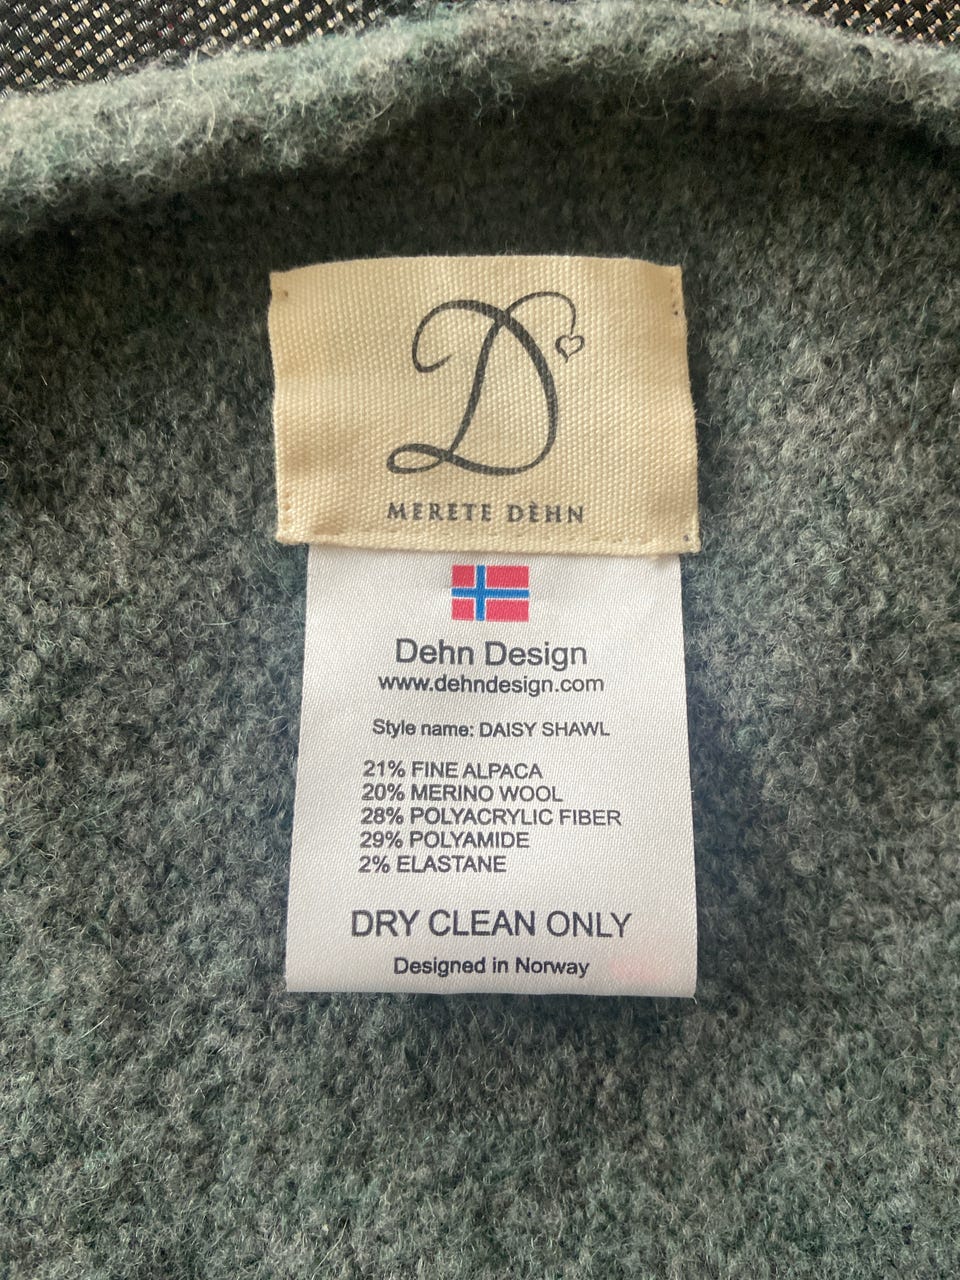 D
MERETE DÈHN
Dehn Design
www.dehndesign.com
Style name: DAISY SHAWL
21% FINE ALPACA
20% MERINO WOOL
28% POLYACRYLIC FIBER
29% POLYAMIDE
2% ELASTANE
DRY CLEAN ONLY
Designed in Norway